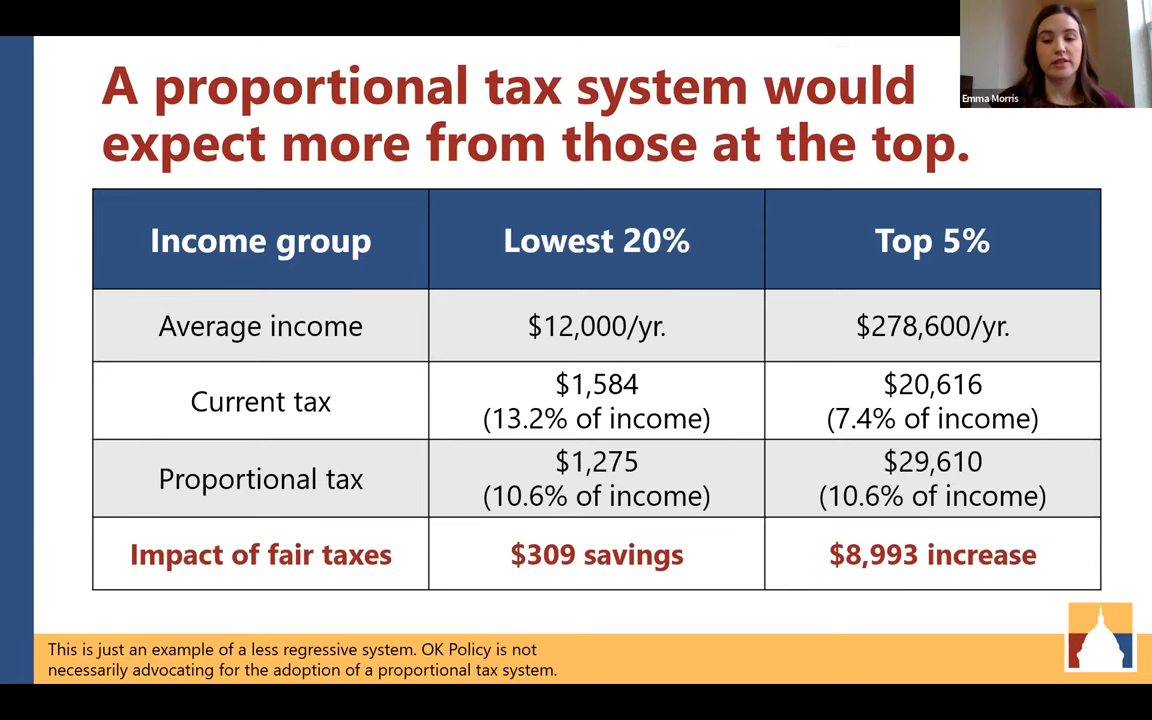 A proportional tax system would
expect more from those at the top.
Emma Morris
Income group
Lowest 20%
Top 5%
Average income
$12,000/yr.
$278,600/yr.
Current tax
$1,584
(13.2% of income)
$20,616
(7.4% of income)
Proportional tax
$1,275
(10.6% of income)
$29,610
(10.6% of income)
Impact of fair taxes
$309 savings
$8,993 increase
This is just an example of a less regressive system. OK Policy is not
necessarily advocating for the adoption of a proportional tax system.